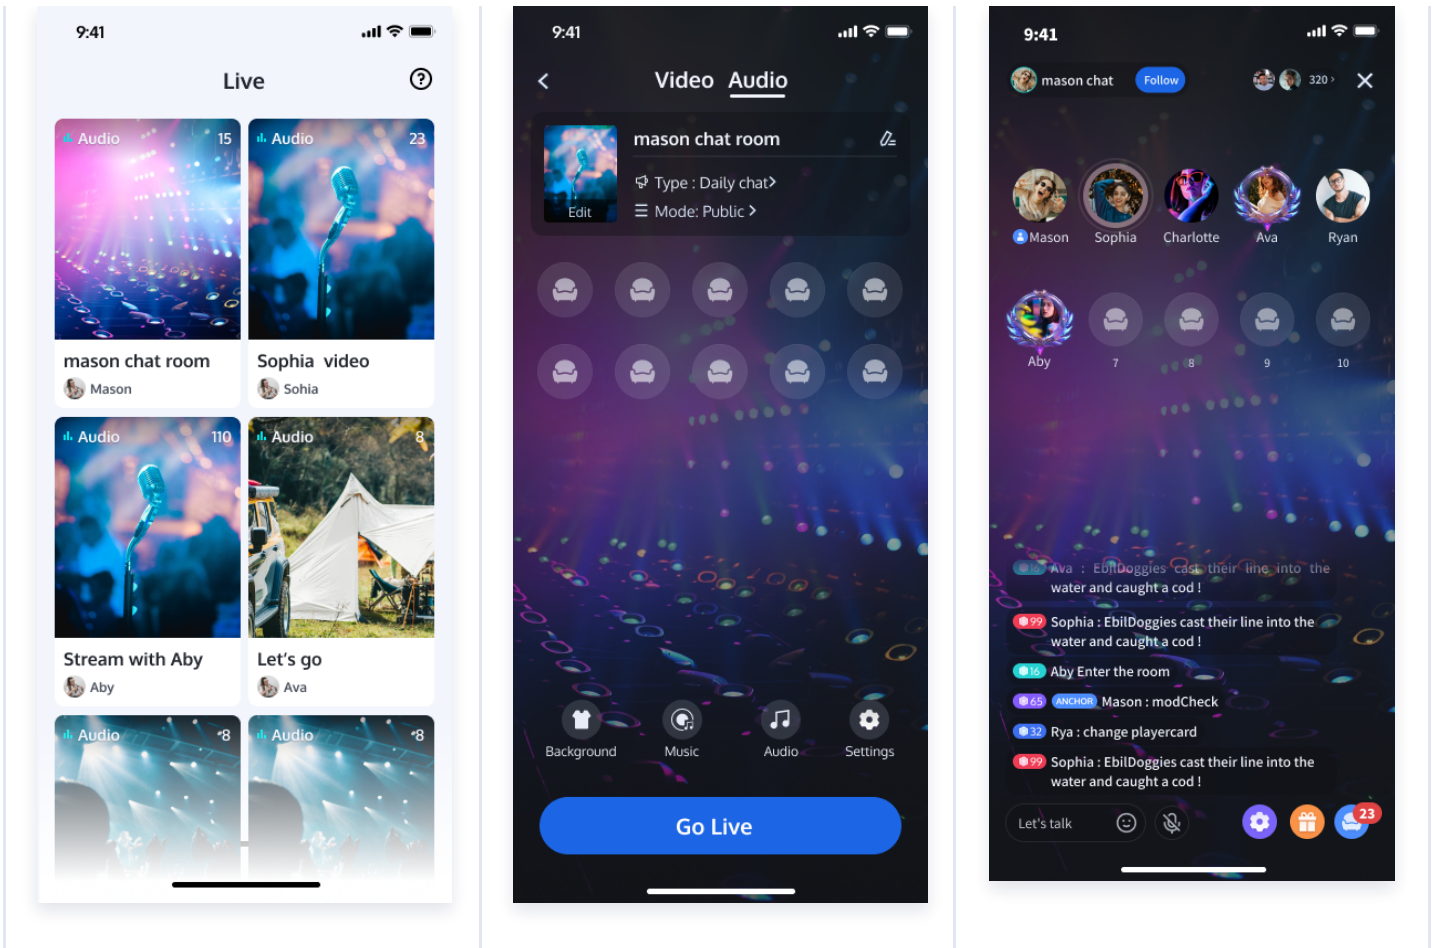 9:41
Live
Audio 15
Audio 23
mason chat room
Mason
Sophia video
Sohia
Audio 110
Audio 8
Stream with Aby
Aby
Let's go
Ava
Audio 8
Audio 8
9:41
Video Audio
mason chat room
Type : Daily chat>
Mode: Public >
Edit
Background Music Audio Settings
Go Live
9:41
mason chat Follow 320 >
Mason Sophia Charlotte Ava Ryan
Aby 7 8 9 10
16 Ava : EbilDoggies cast their line into the
water and caught a cod !
99 Sophia : EbilDoggies cast their line into the
water and caught a cod !
16 Aby Enter the room
65 ANCHOR Mason : modCheck
32 Rya : change playercard
99 Sophia : EbilDoggies cast their line into the
water and caught a cod !
Let's talk 23